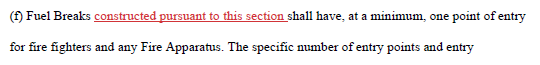 (f) Fuel Breaks constructed pursuant to this section shall have, at a minimum, one point of entry
for fire fighters and any Fire Apparatus. The specific number of entry points and entry